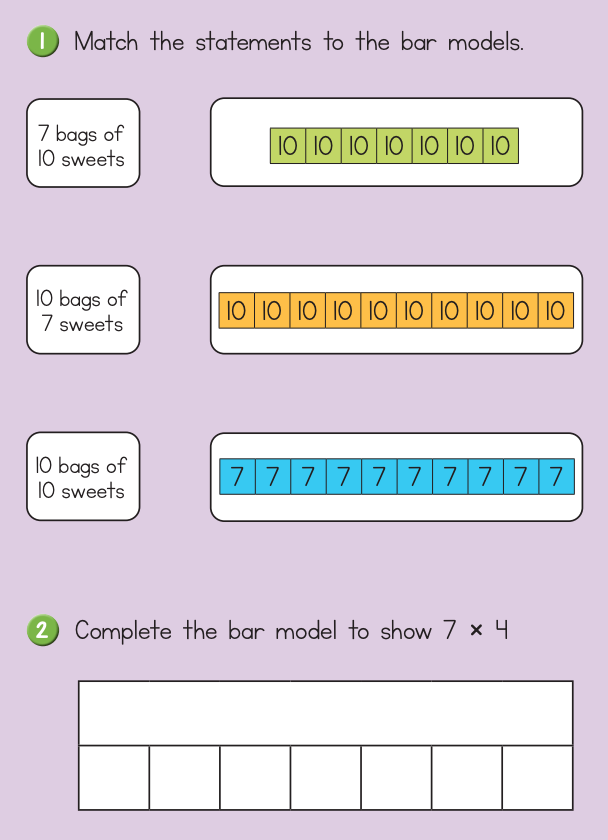 1 Match the statements to the bar models.
7 bags of
10 sweets
10 10 10 10 10 10 10
10 bags of
7 sweets
10 10 10 10 10 10 10 10 10 10
10 bags of
10 sweets
7 7 7 7 7 7 7 7 7 7
2 Complete the bar model to show 7 × 4